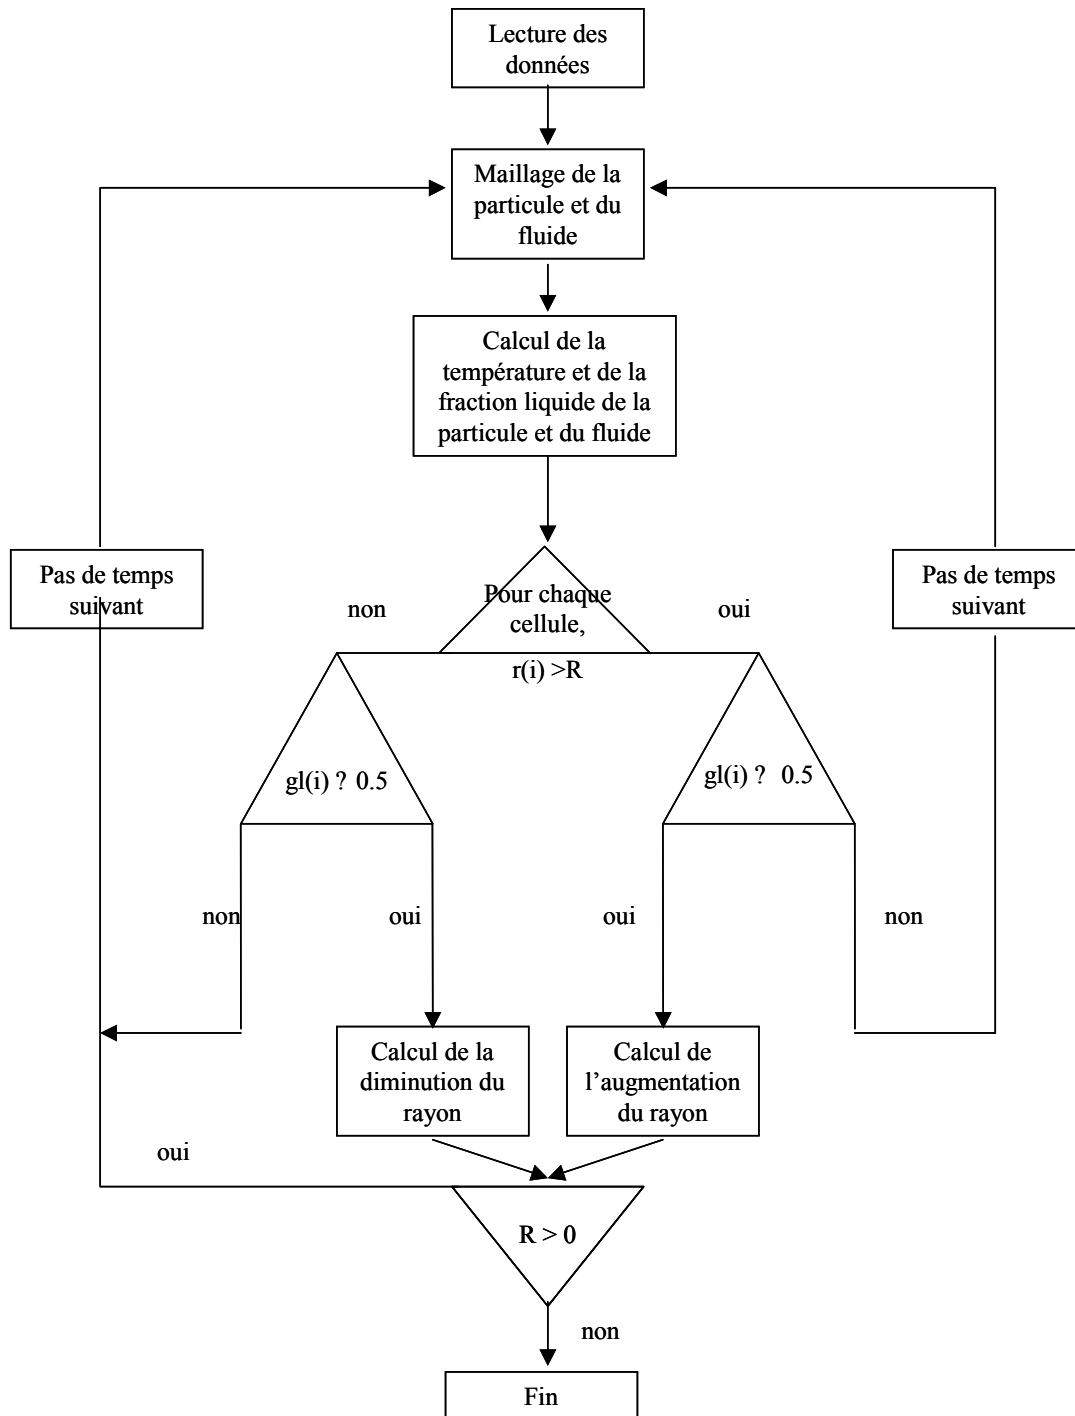 Lecture des
données
Maillage de la
particule et du
fluide
Calcul de la
température et de la
fraction liquide de la
particule et du fluide
Pas de temps
suivant
Pas de temps
suivant
non
Pour chaque
cellule,
r(i) >R
oui
gl(i) ? 0.5
gl(i) ? 0.5
non
oui
oui
non
Calcul de la
diminution du
rayon
Calcul de
l’augmentation
du rayon
oui
R > 0
non
Fin